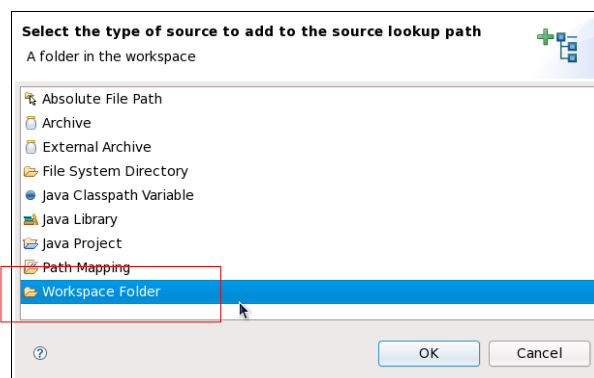 Select the type of source to add to the source lookup path
A folder in the workspace
Absolute File Path
Archive
External Archive
File System Directory
Java Classpath Variable
Java Library
Java Project
Path Mapping
Workspace Folder
?
OK Cancel